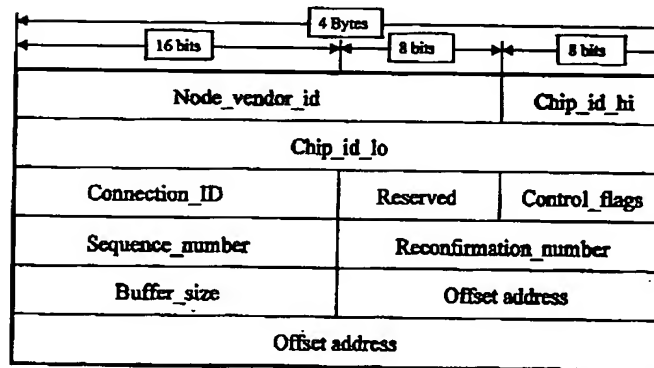 4 Bytes
16 bits 8 bits 8 bits
Node_vendor_id Chip_id_hi
Chip_id_lo
Connection_ID Reserved Control_flags
Sequence_number Reconfirmation_number
Buffer_size Offset address
Offset address